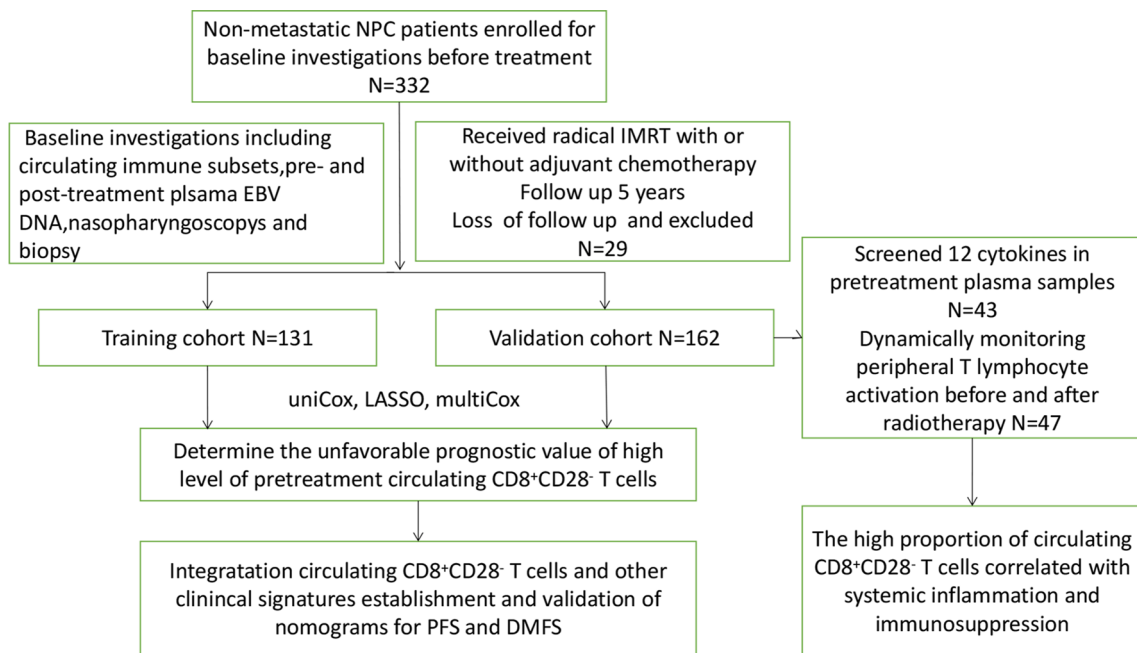 Non-metastatic NPC patients enrolled for
baseline investigations before treatment
N=332
Baseline investigations including
circulating immune subsets,pre- and
post-treatment plsama EBV
DNA,nasopharyngoscopys and
biopsy
Received radical IMRT with or
without adjuvant chemotherapy
Follow up 5 years
Loss of follow up and excluded
N=29
Training cohort N=131
Validation cohort N=162
Screened 12 cytokines in
pretreatment plasma samples
N=43
Dynamically monitoring
peripheral T lymphocyte
activation before and after
radiotherapy N=47
uniCox, LASSO, multiCox
Determine the unfavorable prognostic value of high
level of pretreatment circulating CD8⁺CD28⁻ T cells
Integratation circulating CD8⁺CD28⁻ T cells and other
clinincal signatures establishment and validation of
nomograms for PFS and DMFS
The high proportion of circulating
CD8⁺CD28⁻ T cells correlated with
systemic inflammation and
immunosuppression